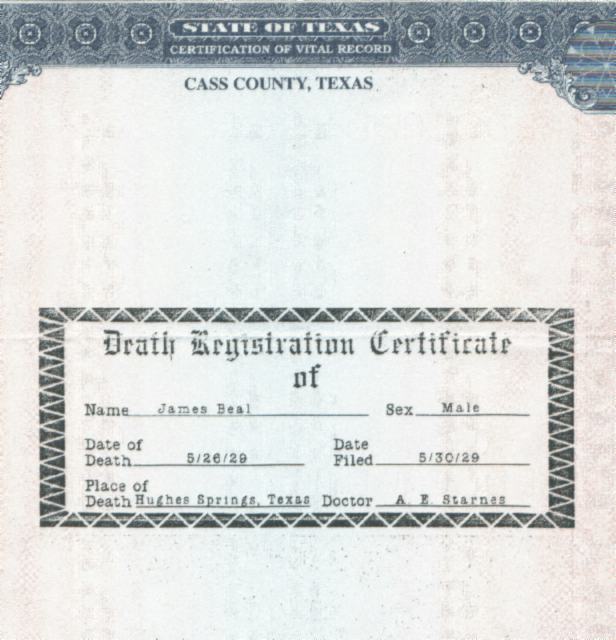 STATE OF TEXAS
CERTIFICATION OF VITAL RECORD
CASS COUNTY, TEXAS
Death Registration Certificate
of
Name James Beal Sex Male
Date of Date
Death 5/26/29 Filed 5/30/29
Place of
Death Hughes Springs, Texas Doctor A. E. Starnes